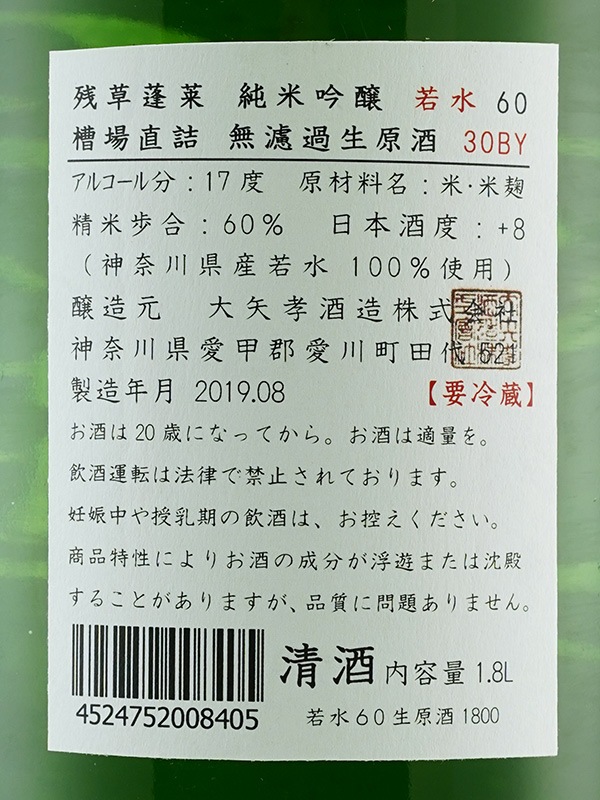 残草蓬莱 純米吟醸 若水 60
槽場直詰 無濾過生原酒 30BY
アルコール分：17度 原材料名：米・米麹
精米歩合：60% 日本酒度：+8
（神奈川県産若水 100%使用）
醸造元 大矢孝酒造株式会社
神奈川県愛甲郡愛川町田代 521
製造年月 2019.08 【要冷蔵】
お酒は20歳になってから。お酒は適量を。
飲酒運転は法律で禁止されております。
妊娠中や授乳期の飲酒は、お控えください。
商品特性によりお酒の成分が浮遊または沈殿
することがありますが、品質に問題ありません。
清酒 内容量 1.8L
4524752008405 若水60生原酒1800